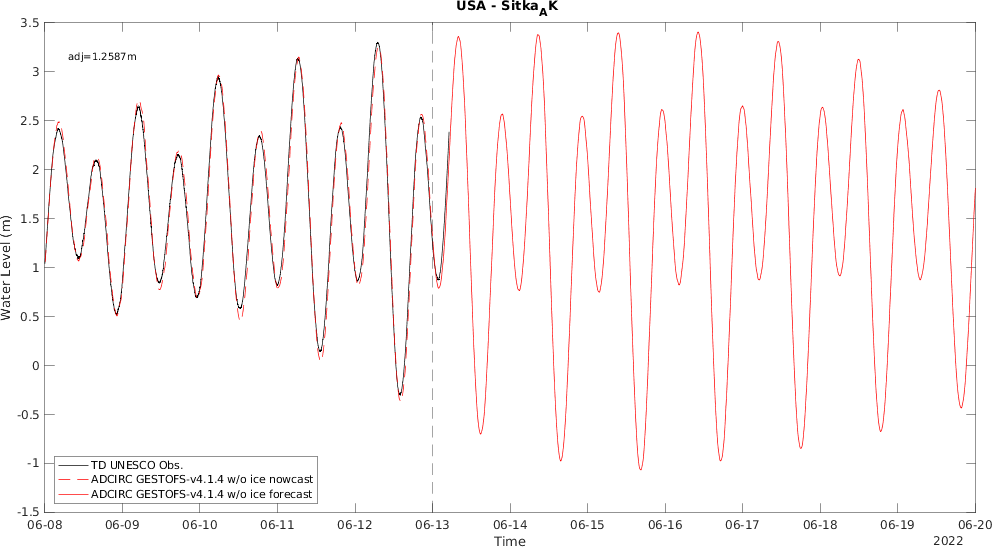 USA - Sitka_AK
adj=1.2587m
3.5
3
2.5
2
1.5
1
0.5
0
-0.5
-1
-1.5
Water Level (m)
TD UNESCO Obs.
ADCIRC GESTOFS-v4.1.4 w/o ice nowcast
ADCIRC GESTOFS-v4.1.4 w/o ice forecast
06-08 06-09 06-10 06-11 06-12 06-13 06-14 06-15 06-16 06-17 06-18 06-19 06-20
Time
2022